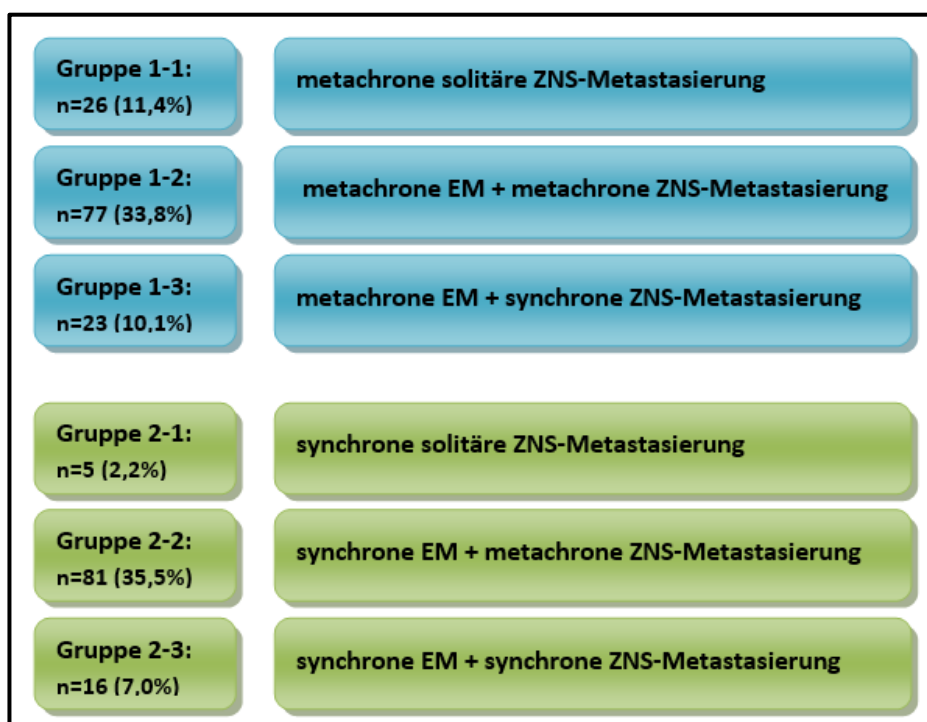 Gruppe 1-1:
n=26 (11,4%)
metachrone solitäre ZNS-Metastasierung
Gruppe 1-2:
n=77 (33,8%)
metachrone EM + metachrone ZNS-Metastasierung
Gruppe 1-3:
n=23 (10,1%)
metachrone EM + synchrone ZNS-Metastasierung
Gruppe 2-1:
n=5 (2,2%)
synchrone solitäre ZNS-Metastasierung
Gruppe 2-2:
n=81 (35,5%)
synchrone EM + metachrone ZNS-Metastasierung
Gruppe 2-3:
n=16 (7,0%)
synchrone EM + synchrone ZNS-Metastasierung